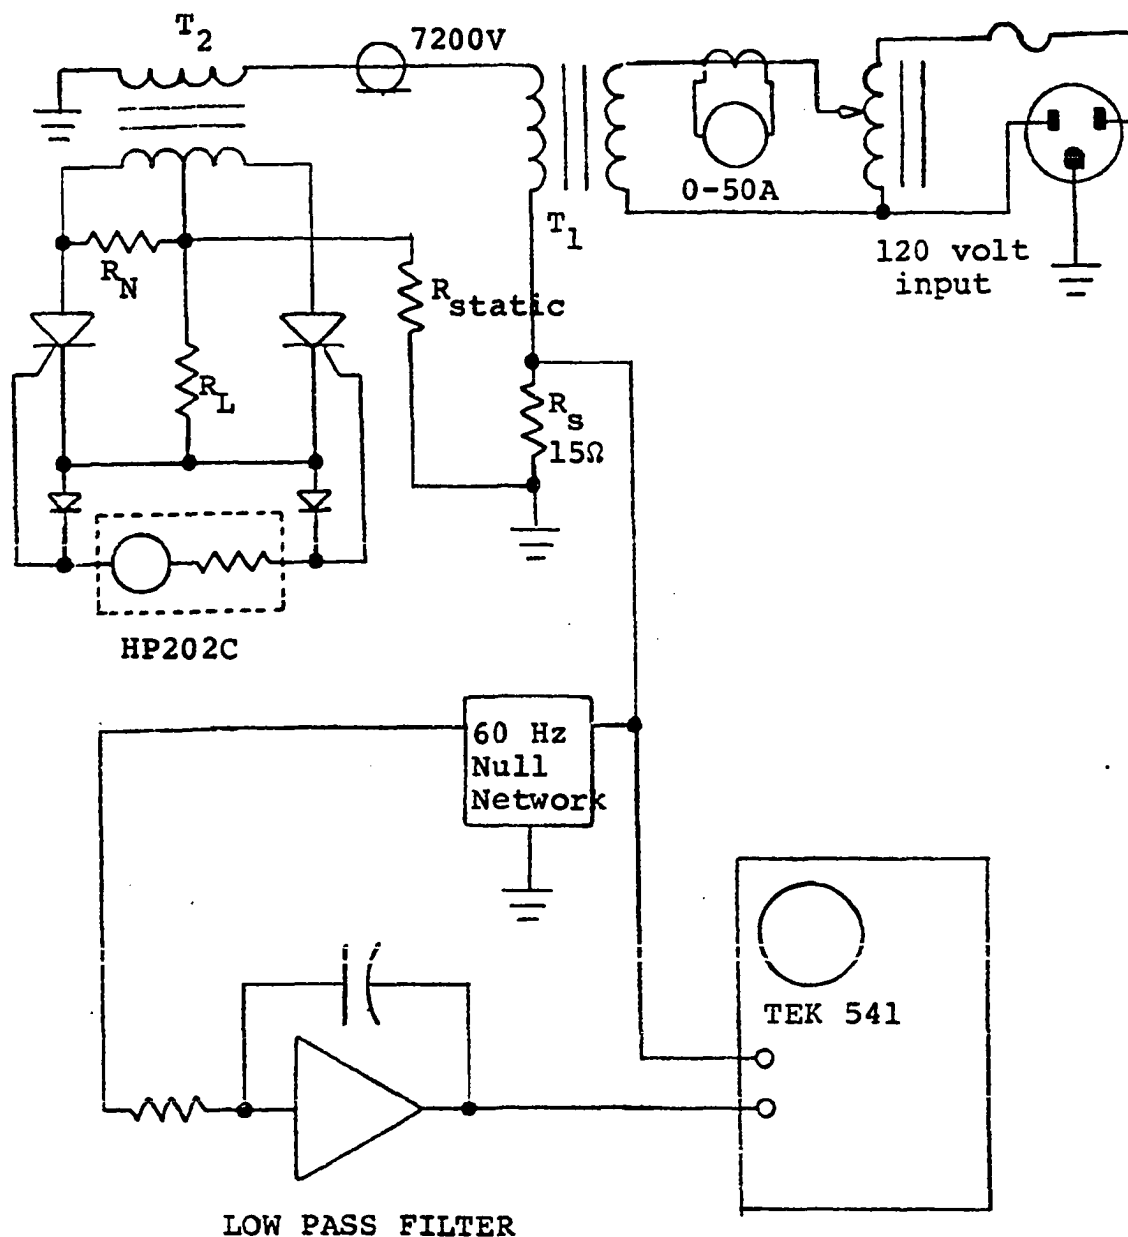 T2
7200V
0-50A
T1
120 volt
input
RN
Rstatic
RL
Rs
15Ω
HP202C
60 Hz
Null
Network
TEK 541
LOW PASS FILTER